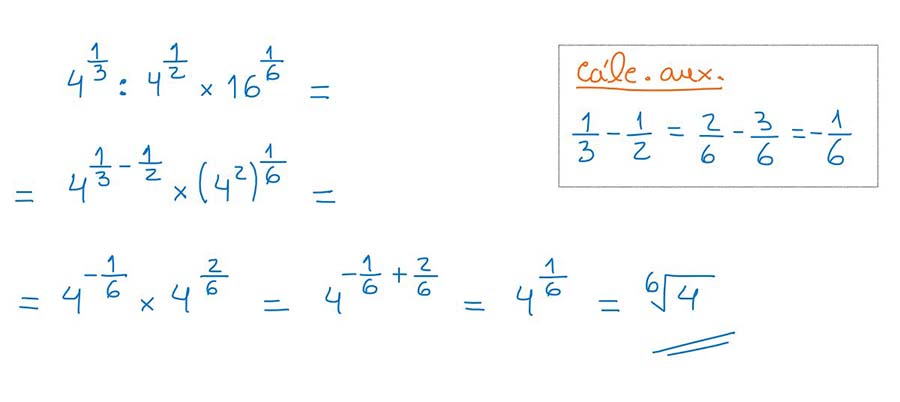 4^{\frac{1}{3}} : 4^{\frac{1}{2}} × 16^{\frac{1}{6}} =
= 4^{\frac{1}{3} - \frac{1}{2}} × (4^2)^{\frac{1}{6}} =
= 4^{-\frac{1}{6}} × 4^{\frac{2}{6}} = 4^{-\frac{1}{6} + \frac{2}{6}} = 4^{\frac{1}{6}} = \sqrt[6]{4}
cálc. aux.
\frac{1}{3} - \frac{1}{2} = \frac{2}{6} - \frac{3}{6} = -\frac{1}{6}